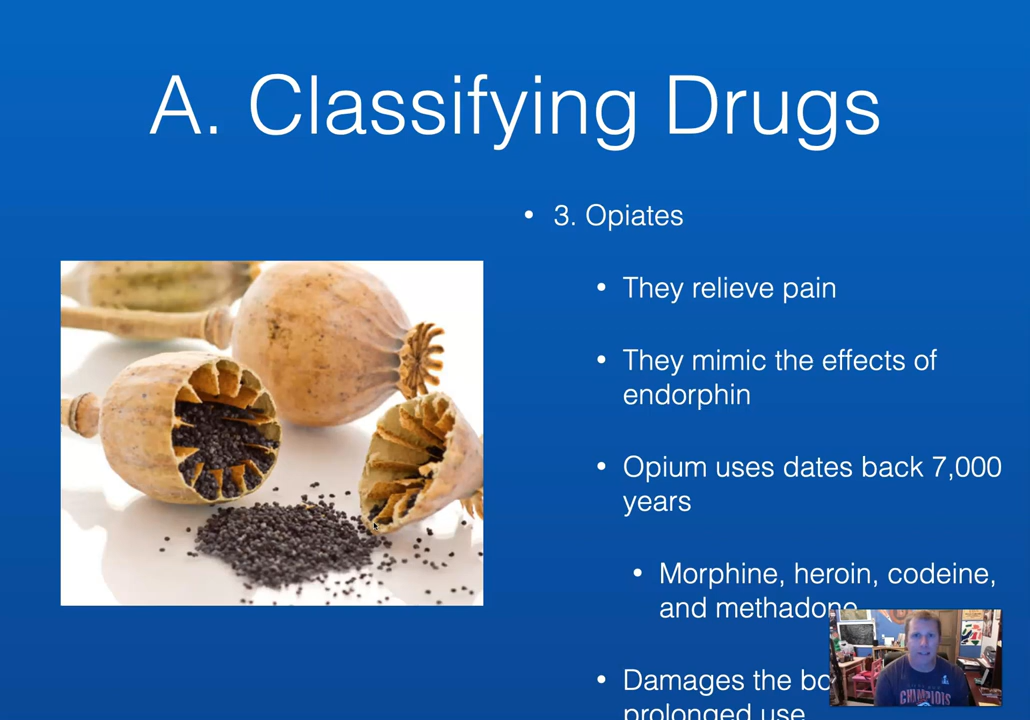 A. Classifying Drugs
• 3. Opiates
• They relieve pain
• They mimic the effects of
endorphin
• Opium uses dates back 7,000
years
• Morphine, heroin, codeine,
and methadone
• Damages the
prolonged use
CHAMPIONS